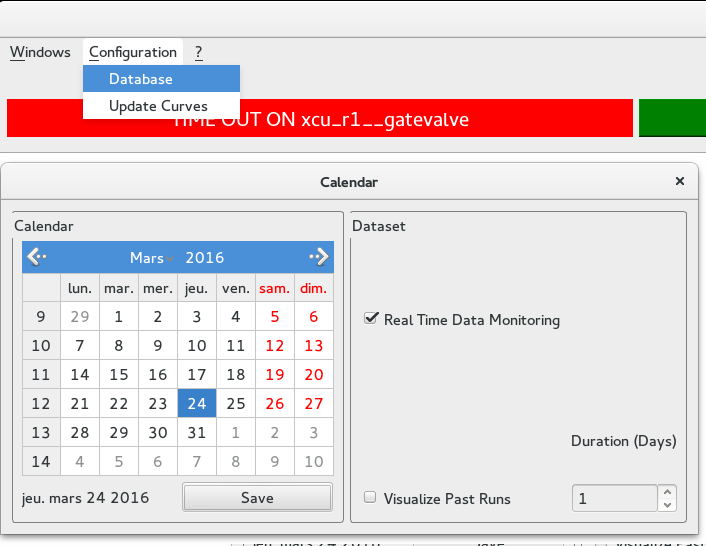 Windows Configuration ?
Database
Update Curves
TIME OUT ON xcu_r1__gatevalve
Calendar
Calendar
Mars 2016
lun. mar. mer. jeu. ven. sam. dim.
9 29 1 2 3 4 5 6
10 7 8 9 10 11 12 13
11 14 15 16 17 18 19 20
12 21 22 23 24 25 26 27
13 28 29 30 31 1 2 3
14 4 5 6 7 8 9 10
jeu. mars 24 2016 Save
Dataset
Real Time Data Monitoring
Duration (Days)
Visualize Past Runs 1